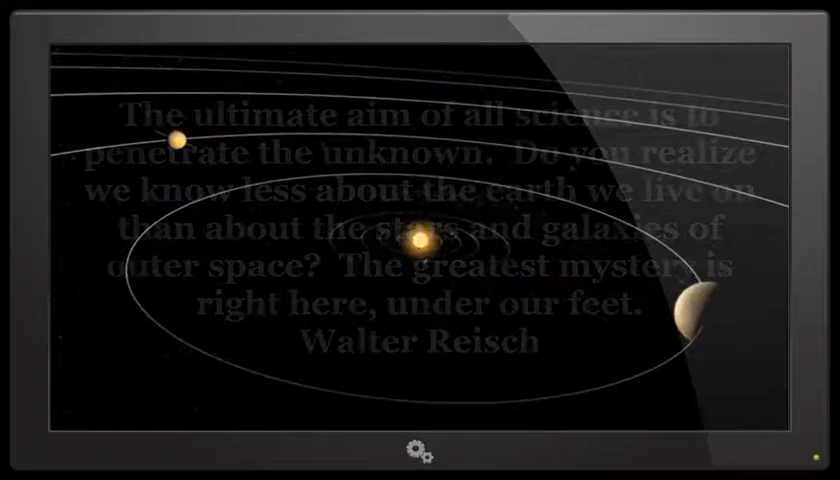 The ultimate aim of all science is to
penetrate the unknown.  Do you realize
we know less about the earth we live on
than about the stars and galaxies of
outer space?  The greatest mystery is
right here, under our feet.
Walter Reisch